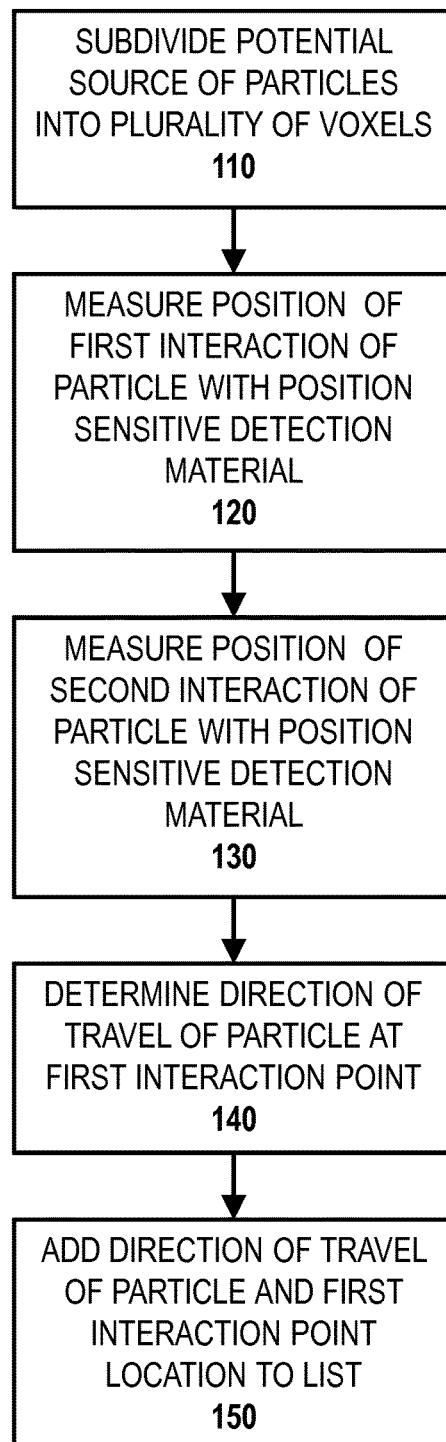 SUBDIVIDE POTENTIAL
SOURCE OF PARTICLES
INTO PLURALITY OF VOXELS
110
MEASURE POSITION OF
FIRST INTERACTION OF
PARTICLE WITH POSITION
SENSITIVE DETECTION
MATERIAL
120
MEASURE POSITION OF
SECOND INTERACTION OF
PARTICLE WITH POSITION
SENSITIVE DETECTION
MATERIAL
130
DETERMINE DIRECTION OF
TRAVEL OF PARTICLE AT
FIRST INTERACTION POINT
140
ADD DIRECTION OF TRAVEL
OF PARTICLE AND FIRST
INTERACTION POINT
LOCATION TO LIST
150